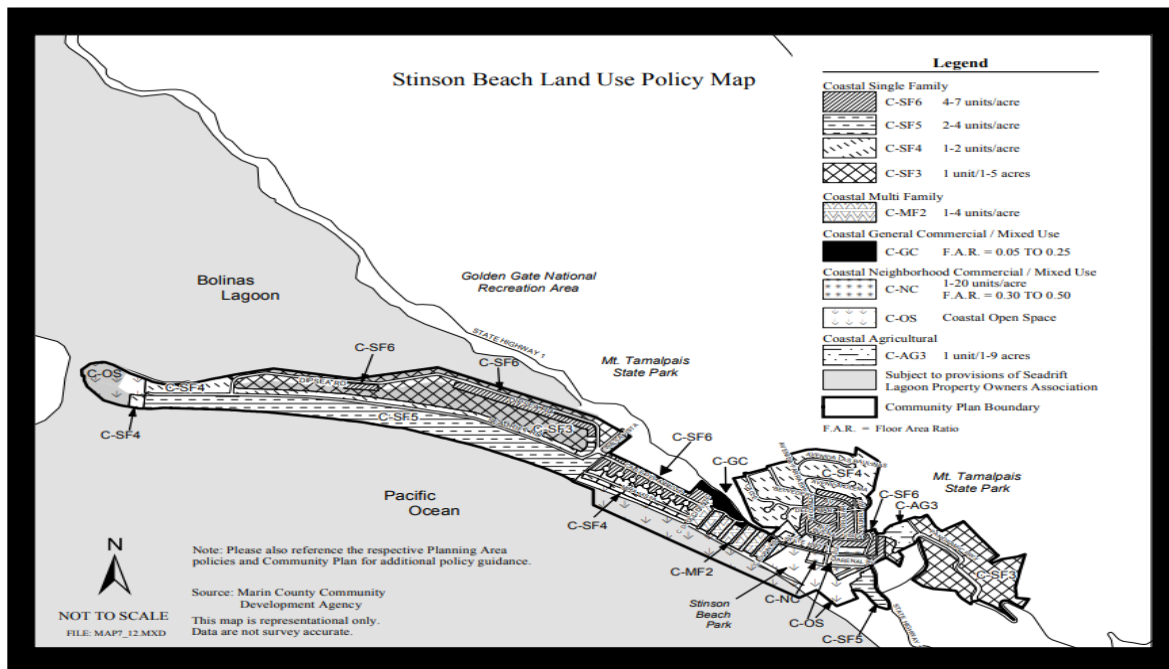 Stinson Beach Land Use Policy Map
Legend
Coastal Single Family
C-SF6 4-7 units/acre
C-SF5 2-4 units/acre
C-SF4 1-2 units/acre
C-SF3 1 unit/1-5 acres
Coastal Multi Family
C-MF2 1-4 units/acre
Coastal General Commercial / Mixed Use
C-GC F.A.R. = 0.05 TO 0.25
Coastal Neighborhood Commercial / Mixed Use
C-NC 1-20 units/acre
F.A.R. = 0.30 TO 0.50
C-OS Coastal Open Space
Coastal Agricultural
C-AG3 1 unit/1-9 acres
Subject to provisions of Seadrift
Lagoon Property Owners Association
Community Plan Boundary
F.A.R. = Floor Area Ratio
Bolinas
Lagoon
Golden Gate National
Recreation Area
STATE HIGHWAY 1
Mt. Tamalpais
State Park
C-SF6
C-SF6
C-OS
C-SF4
DIPSEA RD
C-SF5
C-SF3
C-SF4
C-SF6
C-GC
C-SF4
Mt. Tamalpais
State Park
C-SF6
C-AG3
Pacific
Ocean
C-SF4
C-MF2
C-SF3
C-NC
Stinson
Beach
Park
C-OS
C-SF5
STATE HIGHWAY
N
NOT TO SCALE
FILE: MAP7_12.MXD
Note: Please also reference the respective Planning Area
policies and Community Plan for additional policy guidance.
Source: Marin County Community
Development Agency
This map is representational only.
Data are not survey accurate.